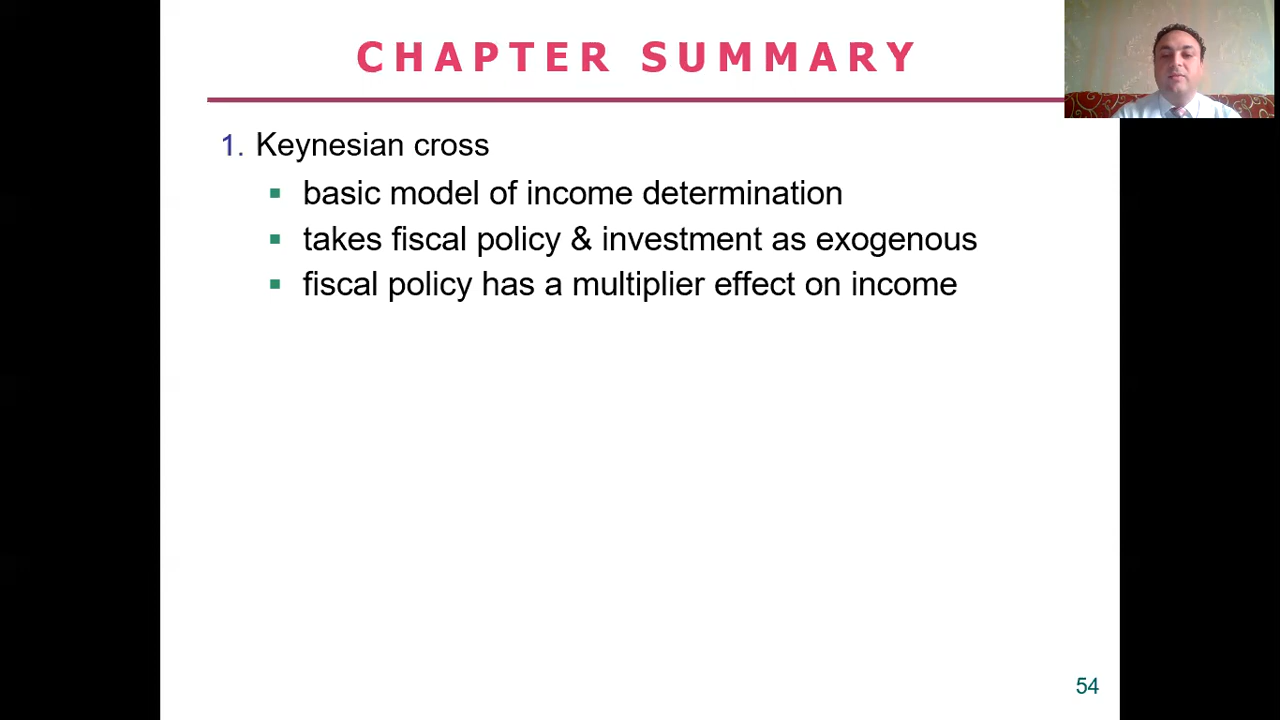 CHAPTER SUMMARY
1. Keynesian cross
▪ basic model of income determination
▪ takes fiscal policy & investment as exogenous
▪ fiscal policy has a multiplier effect on income
54